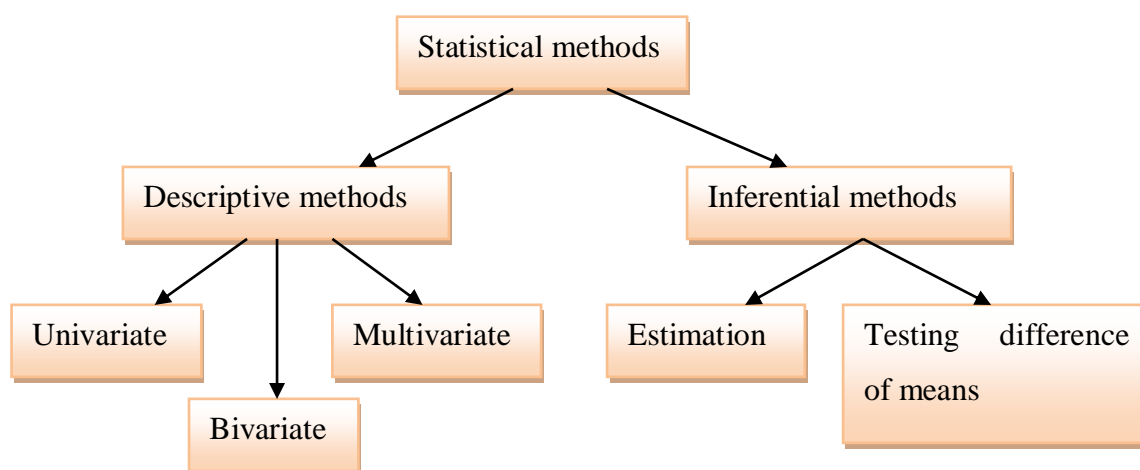 Statistical methods
Descriptive methods
Inferential methods
Univariate
Multivariate
Estimation
Testing difference
of means
Bivariate